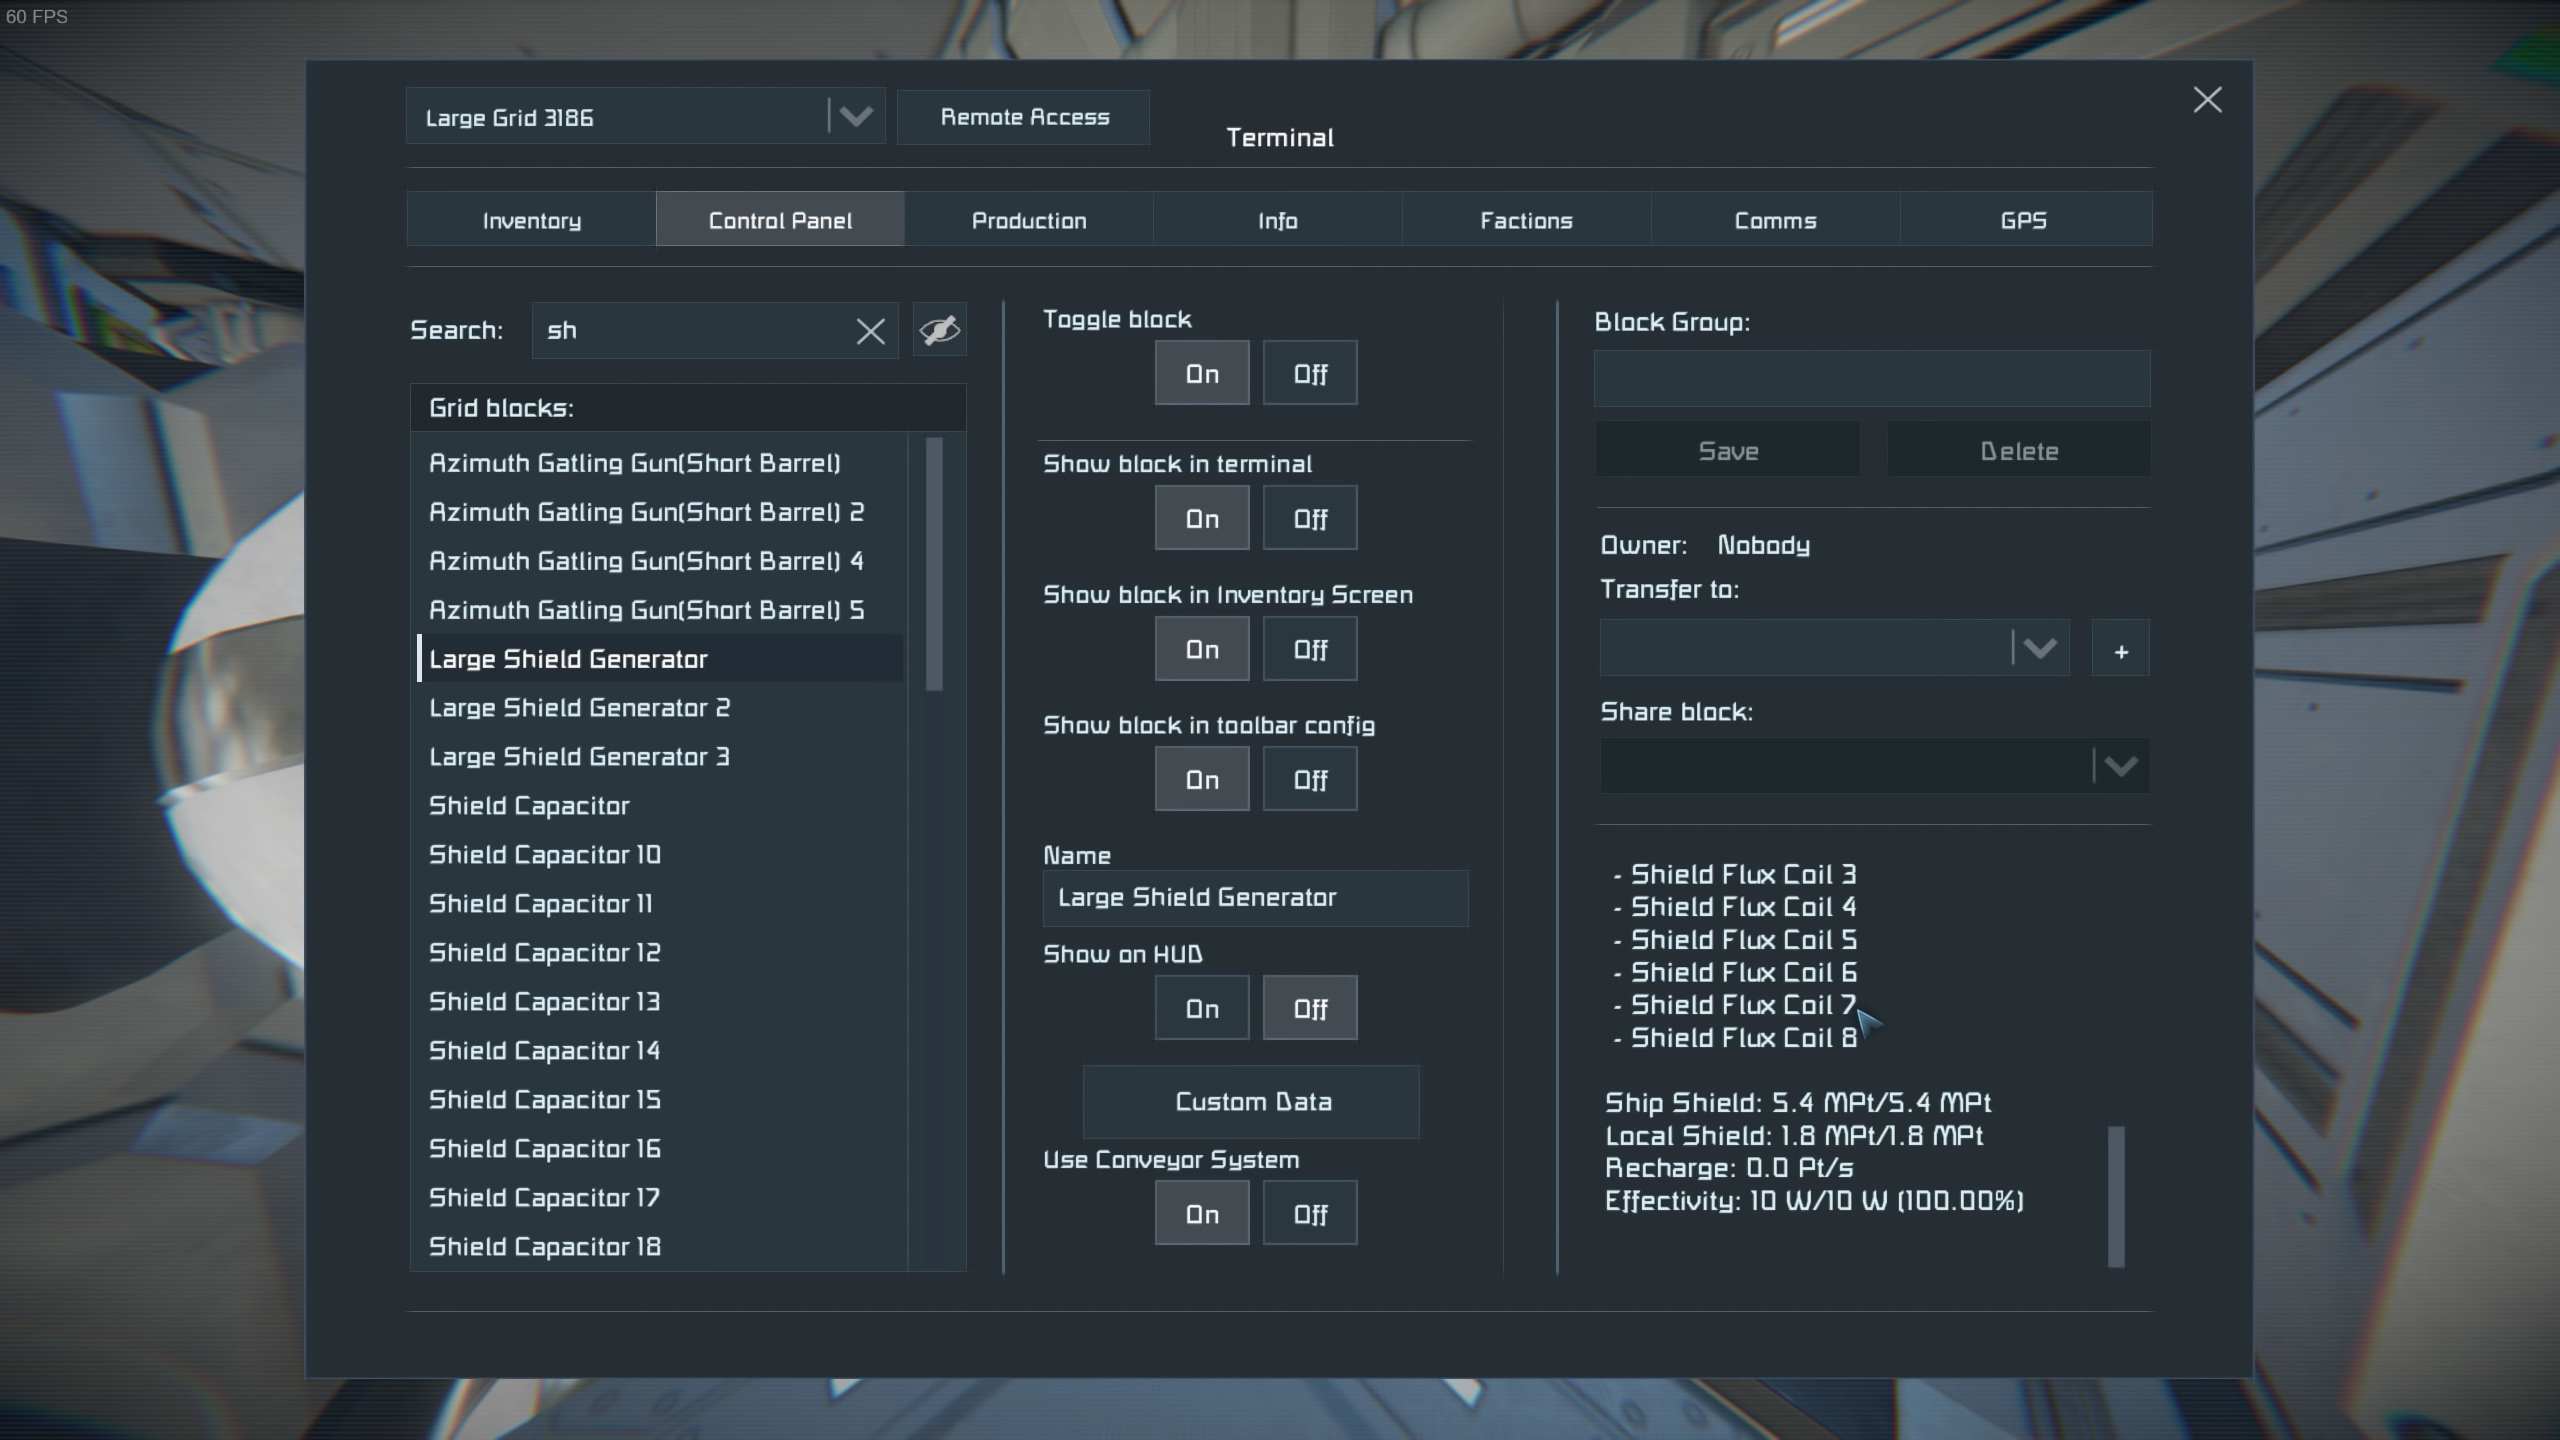 60 FPS
Large Grid 3186
Remote Access
Terminal
Inventory
Control Panel
Production
Info
Factions
Comms
GPS
Search:
sh
Grid blocks:
Azimuth Gatling Gun(Short Barrel)
Azimuth Gatling Gun(Short Barrel) 2
Azimuth Gatling Gun(Short Barrel) 4
Azimuth Gatling Gun(Short Barrel) 5
Large Shield Generator
Large Shield Generator 2
Large Shield Generator 3
Shield Capacitor
Shield Capacitor 10
Shield Capacitor 11
Shield Capacitor 12
Shield Capacitor 13
Shield Capacitor 14
Shield Capacitor 15
Shield Capacitor 16
Shield Capacitor 17
Shield Capacitor 18
Toggle block
On
Off
Show block in terminal
On
Off
Show block in Inventory Screen
On
Off
Show block in toolbar config
On
Off
Name
Large Shield Generator
Show on HUD
On
Off
Custom Data
Use Conveyor System
On
Off
Block Group:
Save
Delete
Owner: Nobody
Transfer to:
+
Share block:
- Shield Flux Coil 3
- Shield Flux Coil 4
- Shield Flux Coil 5
- Shield Flux Coil 6
- Shield Flux Coil 7
- Shield Flux Coil 8
Ship Shield: 5.4 MPt/5.4 MPt
Local Shield: 1.8 MPt/1.8 MPt
Recharge: 0.0 Pt/s
Effectivity: 10 W/10 W (100.00%)